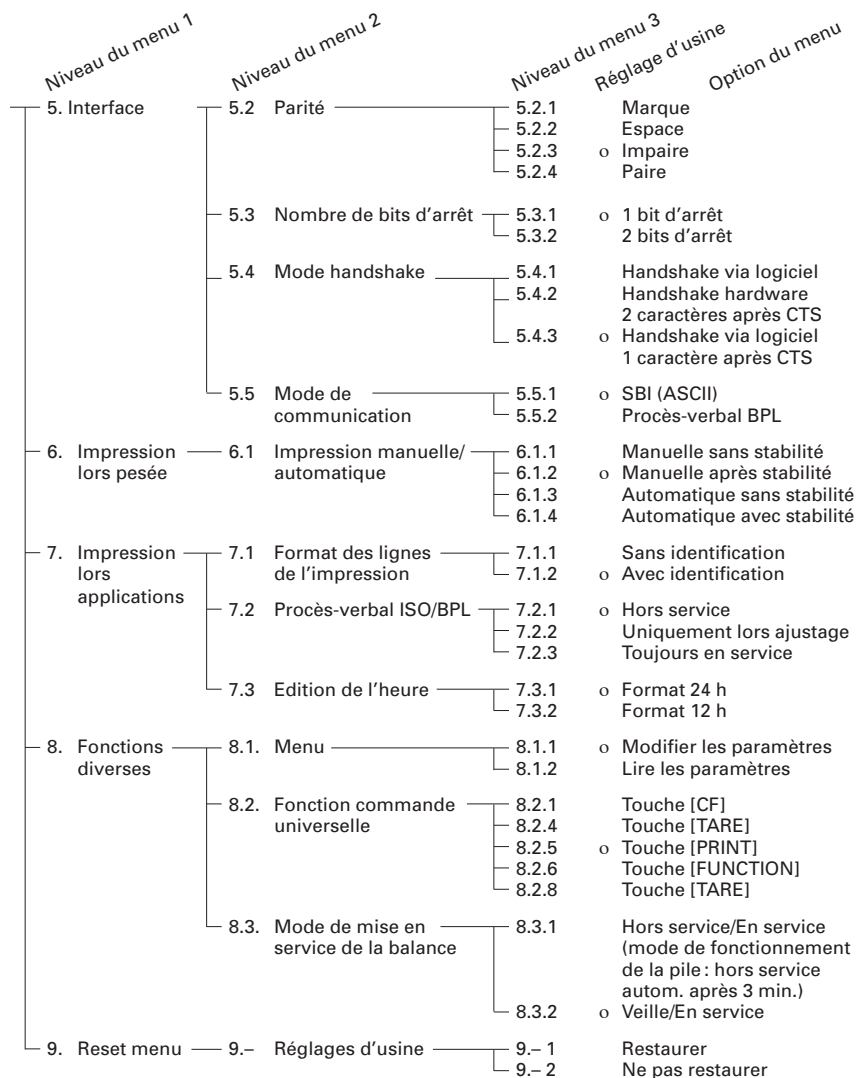 Niveau du menu 1 Niveau du menu 2 Niveau du menu 3 Réglage d'usine Option du menu
5. Interface 5.2 Parité 5.2.1 Marque
5.2.2 Espace
5.2.3 o Impaire
5.2.4 Paire
5.3 Nombre de bits d'arrêt 5.3.1 o 1 bit d'arrêt
5.3.2 2 bits d'arrêt
5.4 Mode handshake 5.4.1 Handshake via logiciel
5.4.2 Handshake hardware
2 caractères après CTS
5.4.3 o Handshake via logiciel
1 caractère après CTS
5.5 Mode de 5.5.1 o SBI (ASCII)
communication 5.5.2 Procès-verbal BPL
6. Impression 6.1 Impression manuelle/ 6.1.1 Manuelle sans stabilité
lors pesée automatique 6.1.2 o Manuelle après stabilité
6.1.3 Automatique sans stabilité
6.1.4 Automatique avec stabilité
7. Impression 7.1 Format des lignes 7.1.1 Sans identification
lors de l'impression 7.1.2 o Avec identification
applications
7.2 Procès-verbal ISO/BPL 7.2.1 o Hors service
7.2.2 Uniquement lors ajustage
7.2.3 Toujours en service
7.3 Edition de l'heure 7.3.1 o Format 24 h
7.3.2 Format 12 h
8. Fonctions 8.1. Menu 8.1.1 o Modifier les paramètres
diverses 8.1.2 Lire les paramètres
8.2. Fonction commande 8.2.1 Touche [CF]
universelle 8.2.4 Touche [TARE]
8.2.5 o Touche [PRINT]
8.2.6 Touche [FUNCTION]
8.2.8 Touche [TARE]
8.3. Mode de mise en 8.3.1 Hors service/En service
service de la balance (mode de fonctionnement
de la pile : hors service
autom. après 3 min.)
8.3.2 o Veille/En service
9. Reset menu 9.– Réglages d'usine 9.– 1 Restaurer
9.– 2 Ne pas restaurer